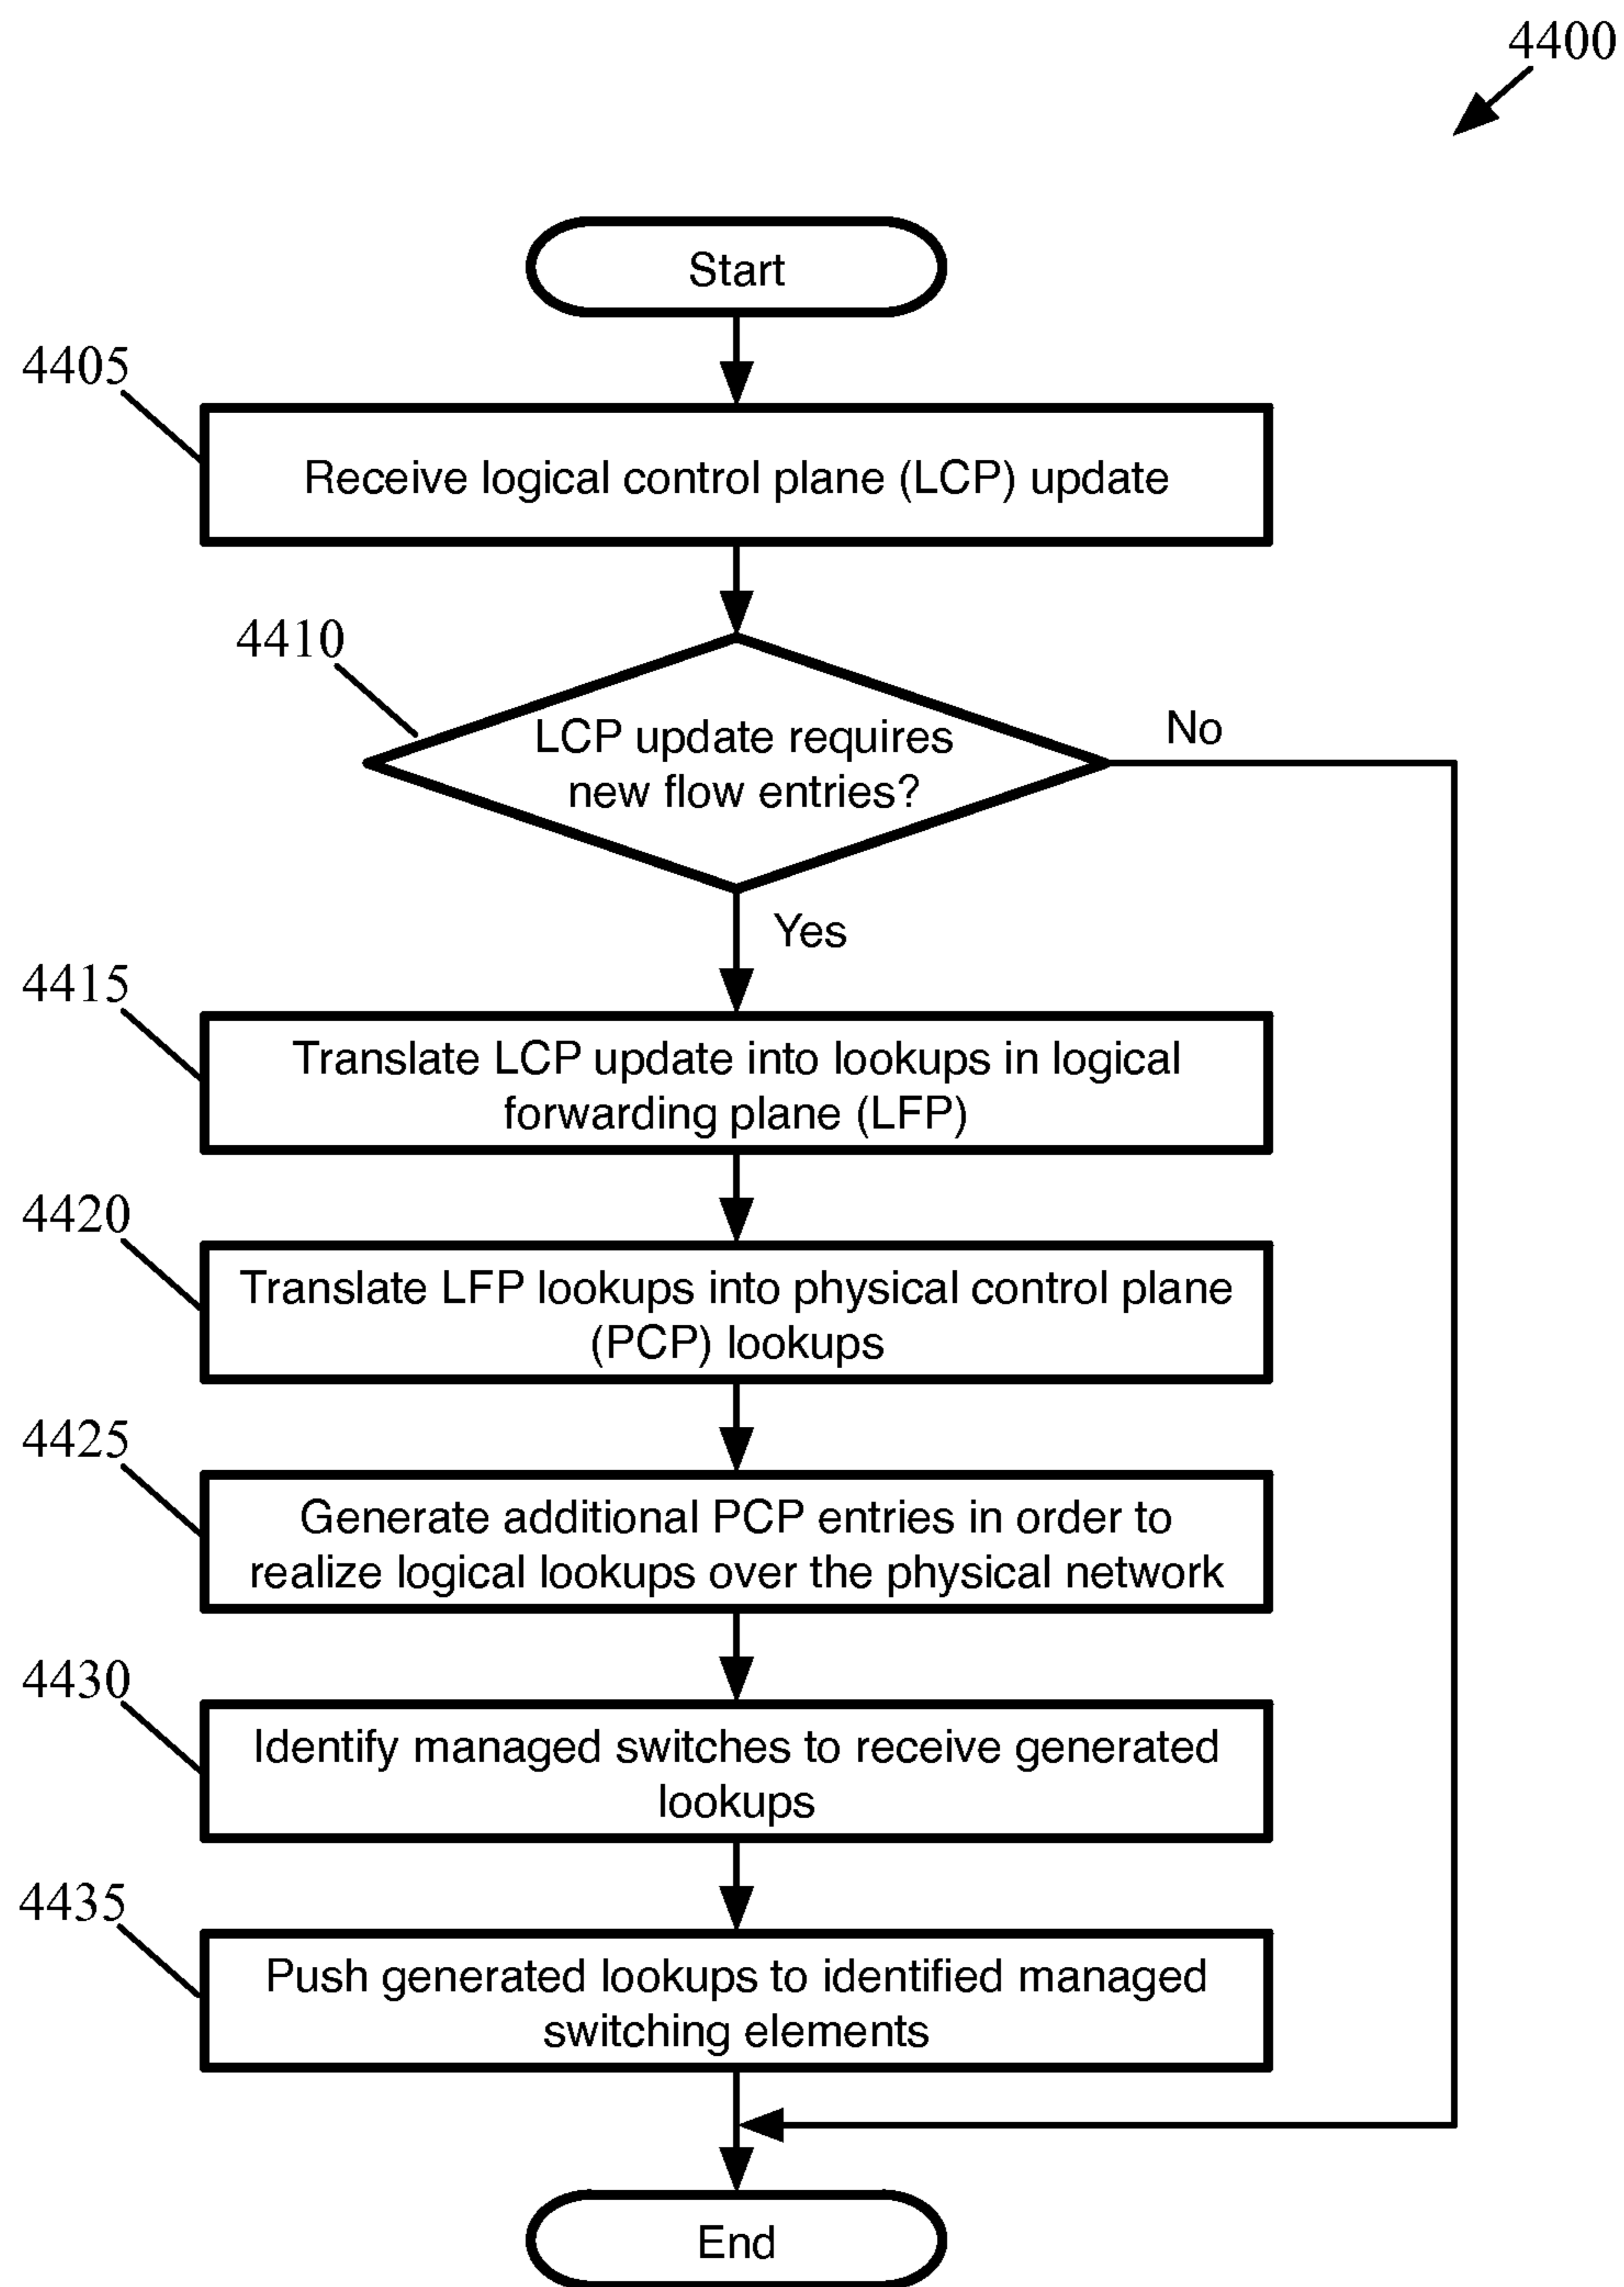 4400
Start
4405
Receive logical control plane (LCP) update
4410
LCP update requires
new flow entries?
No
Yes
4415
Translate LCP update into lookups in logical
forwarding plane (LFP)
4420
Translate LFP lookups into physical control plane
(PCP) lookups
4425
Generate additional PCP entries in order to
realize logical lookups over the physical network
4430
Identify managed switches to receive generated
lookups
4435
Push generated lookups to identified managed
switching elements
End